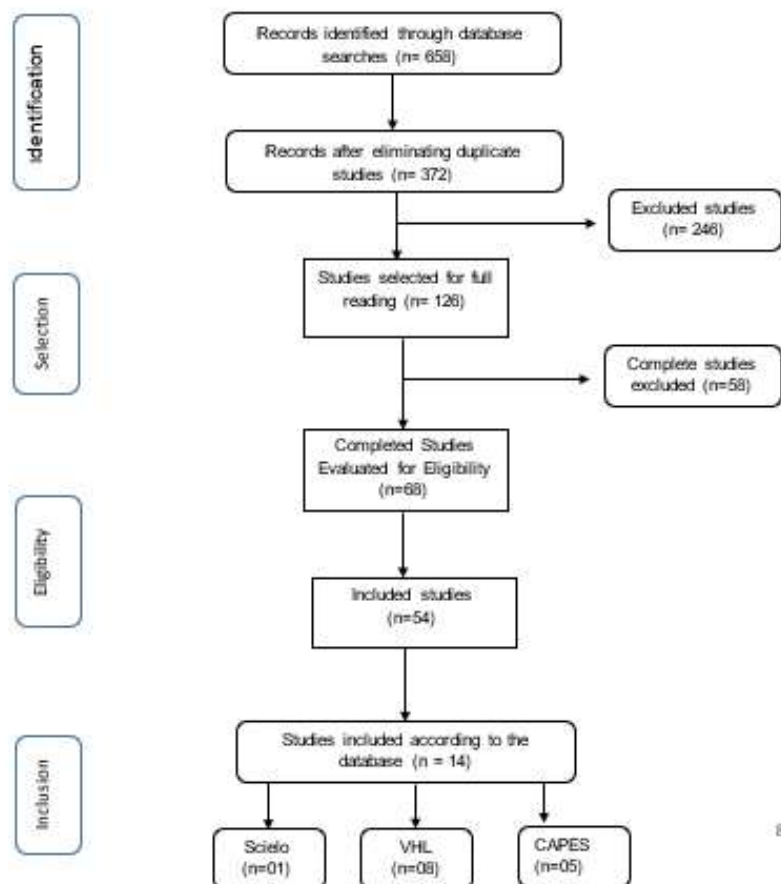 Identification
Records identified through database
searches (n= 658)
Records after eliminating duplicate
studies (n= 372)
Excluded studies
(n= 246)
Selection
Studies selected for full
reading (n= 126)
Complete studies
excluded (n=58)
Completed Studies
Evaluated for Eligibility
(n=68)
Eligibility
Included studies
(n=54)
Inclusion
Studies included according to the
database (n = 14)
Scielo
(n=01)
VHL
(n=08)
CAPES
(n=05)
8